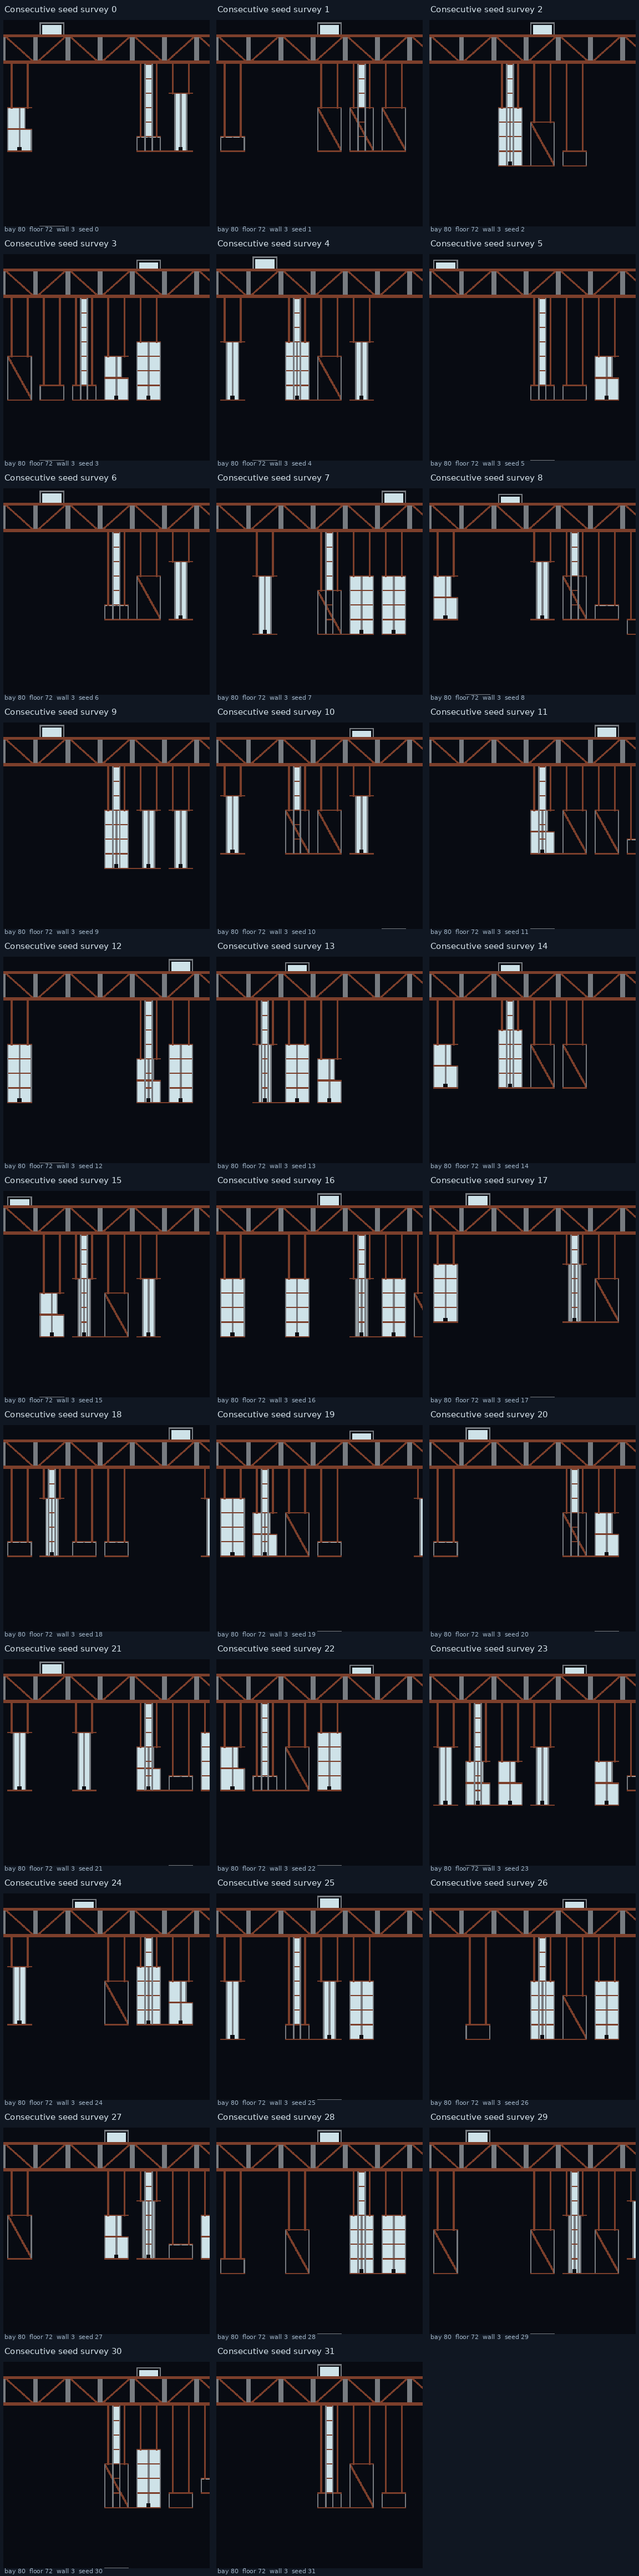 Consecutive seed survey 0
Consecutive seed survey 1
Consecutive seed survey 2
bay 80 floor 72 wall 3 seed 0
bay 80 floor 72 wall 3 seed 1
bay 80 floor 72 wall 3 seed 2
Consecutive seed survey 3
Consecutive seed survey 4
Consecutive seed survey 5
bay 80 floor 72 wall 3 seed 3
bay 80 floor 72 wall 3 seed 4
bay 80 floor 72 wall 3 seed 5
Consecutive seed survey 6
Consecutive seed survey 7
Consecutive seed survey 8
bay 80 floor 72 wall 3 seed 6
bay 80 floor 72 wall 3 seed 7
bay 80 floor 72 wall 3 seed 8
Consecutive seed survey 9
Consecutive seed survey 10
Consecutive seed survey 11
bay 80 floor 72 wall 3 seed 9
bay 80 floor 72 wall 3 seed 10
bay 80 floor 72 wall 3 seed 11
Consecutive seed survey 12
Consecutive seed survey 13
Consecutive seed survey 14
bay 80 floor 72 wall 3 seed 12
bay 80 floor 72 wall 3 seed 13
bay 80 floor 72 wall 3 seed 14
Consecutive seed survey 15
Consecutive seed survey 16
Consecutive seed survey 17
bay 80 floor 72 wall 3 seed 15
bay 80 floor 72 wall 3 seed 16
bay 80 floor 72 wall 3 seed 17
Consecutive seed survey 18
Consecutive seed survey 19
Consecutive seed survey 20
bay 80 floor 72 wall 3 seed 18
bay 80 floor 72 wall 3 seed 19
bay 80 floor 72 wall 3 seed 20
Consecutive seed survey 21
Consecutive seed survey 22
Consecutive seed survey 23
bay 80 floor 72 wall 3 seed 21
bay 80 floor 72 wall 3 seed 22
bay 80 floor 72 wall 3 seed 23
Consecutive seed survey 24
Consecutive seed survey 25
Consecutive seed survey 26
bay 80 floor 72 wall 3 seed 24
bay 80 floor 72 wall 3 seed 25
bay 80 floor 72 wall 3 seed 26
Consecutive seed survey 27
Consecutive seed survey 28
Consecutive seed survey 29
bay 80 floor 72 wall 3 seed 27
bay 80 floor 72 wall 3 seed 28
bay 80 floor 72 wall 3 seed 29
Consecutive seed survey 30
Consecutive seed survey 31
bay 80 floor 72 wall 3 seed 30
bay 80 floor 72 wall 3 seed 31